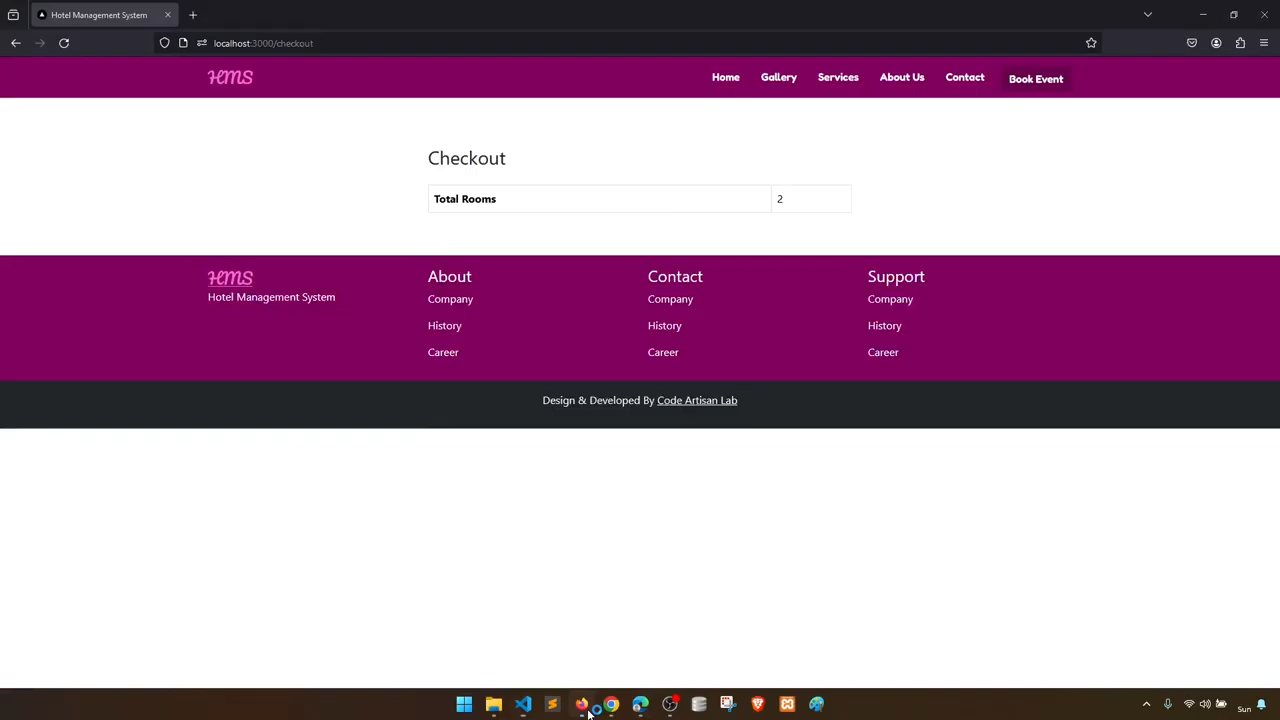 Hotel Management System
localhost:3000/checkout
HMS
Home
Gallery
Services
About Us
Contact
Book Event
Checkout
Total Rooms
2
HMS
Hotel Management System
About
Company
History
Career
Contact
Company
History
Career
Support
Company
History
Career
Design & Developed By Code Artisan Lab
Sun